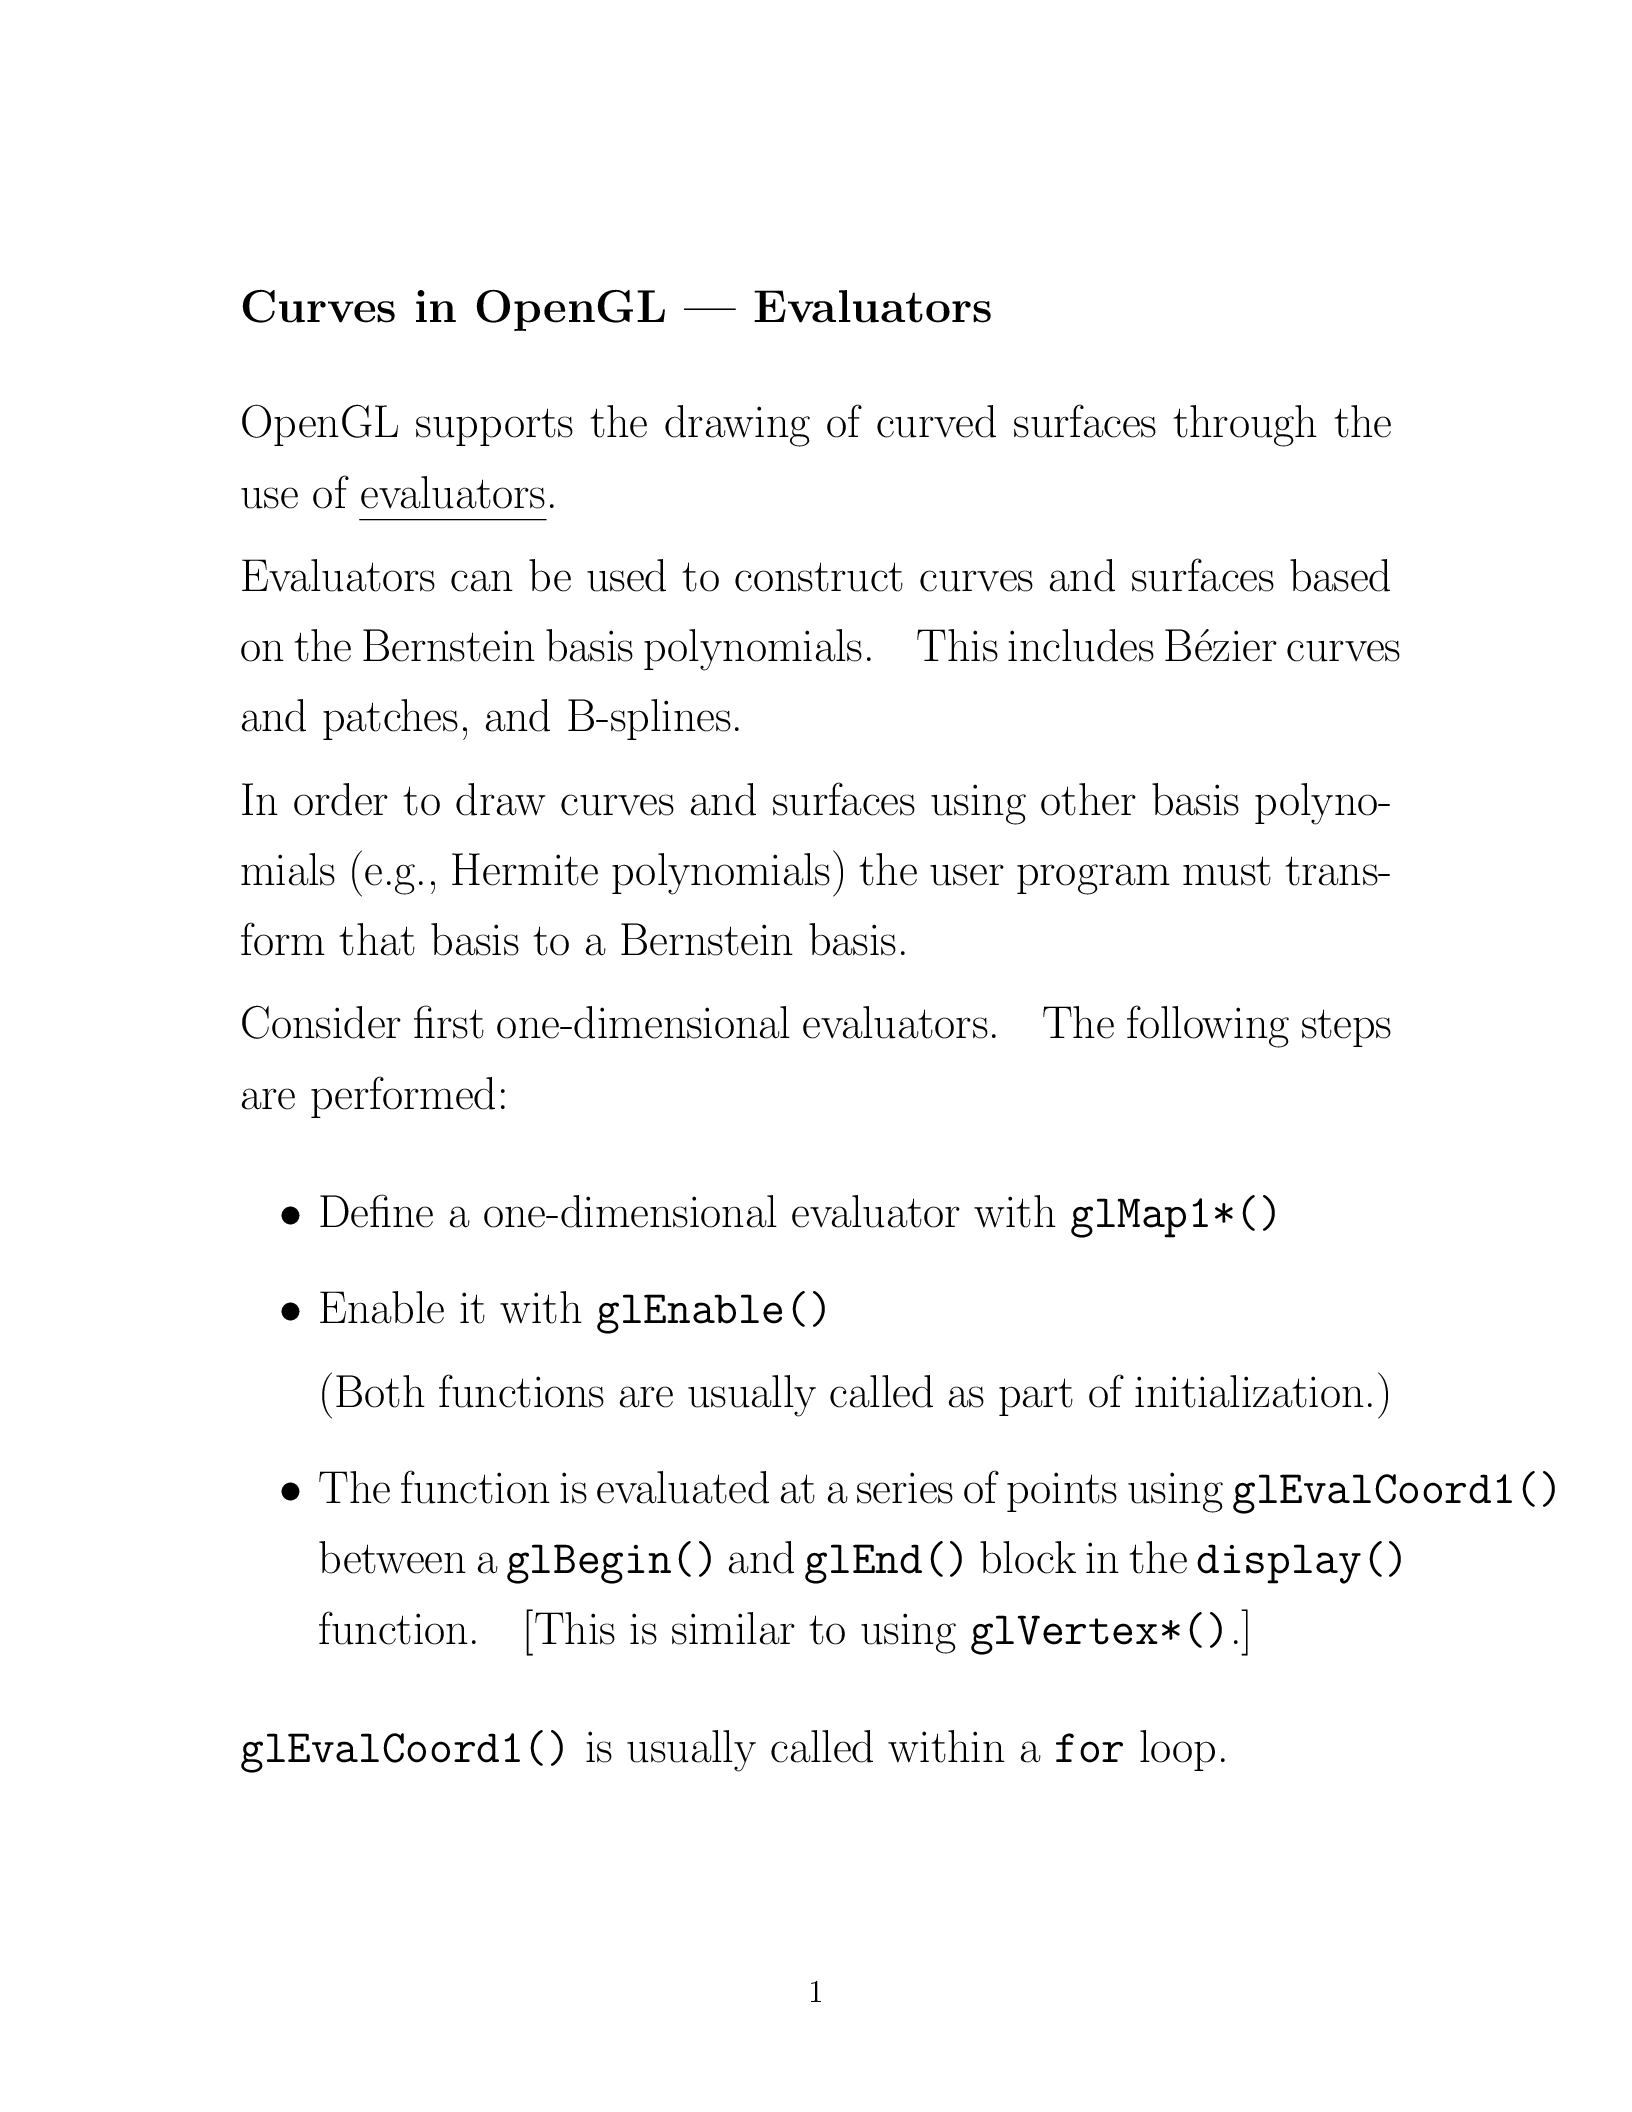 Curves in OpenGL — Evaluators
OpenGL supports the drawing of curved surfaces through the
use of evaluators.
Evaluators can be used to construct curves and surfaces based
on the Bernstein basis polynomials. This includes Bézier curves
and patches, and B-splines.
In order to draw curves and surfaces using other basis polyno-
mials (e.g., Hermite polynomials) the user program must trans-
form that basis to a Bernstein basis.
Consider first one-dimensional evaluators. The following steps
are performed:
• Define a one-dimensional evaluator with glMap1*()
• Enable it with glEnable()
(Both functions are usually called as part of initialization.)
• The function is evaluated at a series of points using glEvalCoord1()
between a glBegin() and glEnd() block in the display()
function. [This is similar to using glVertex*().]
glEvalCoord1() is usually called within a for loop.
1